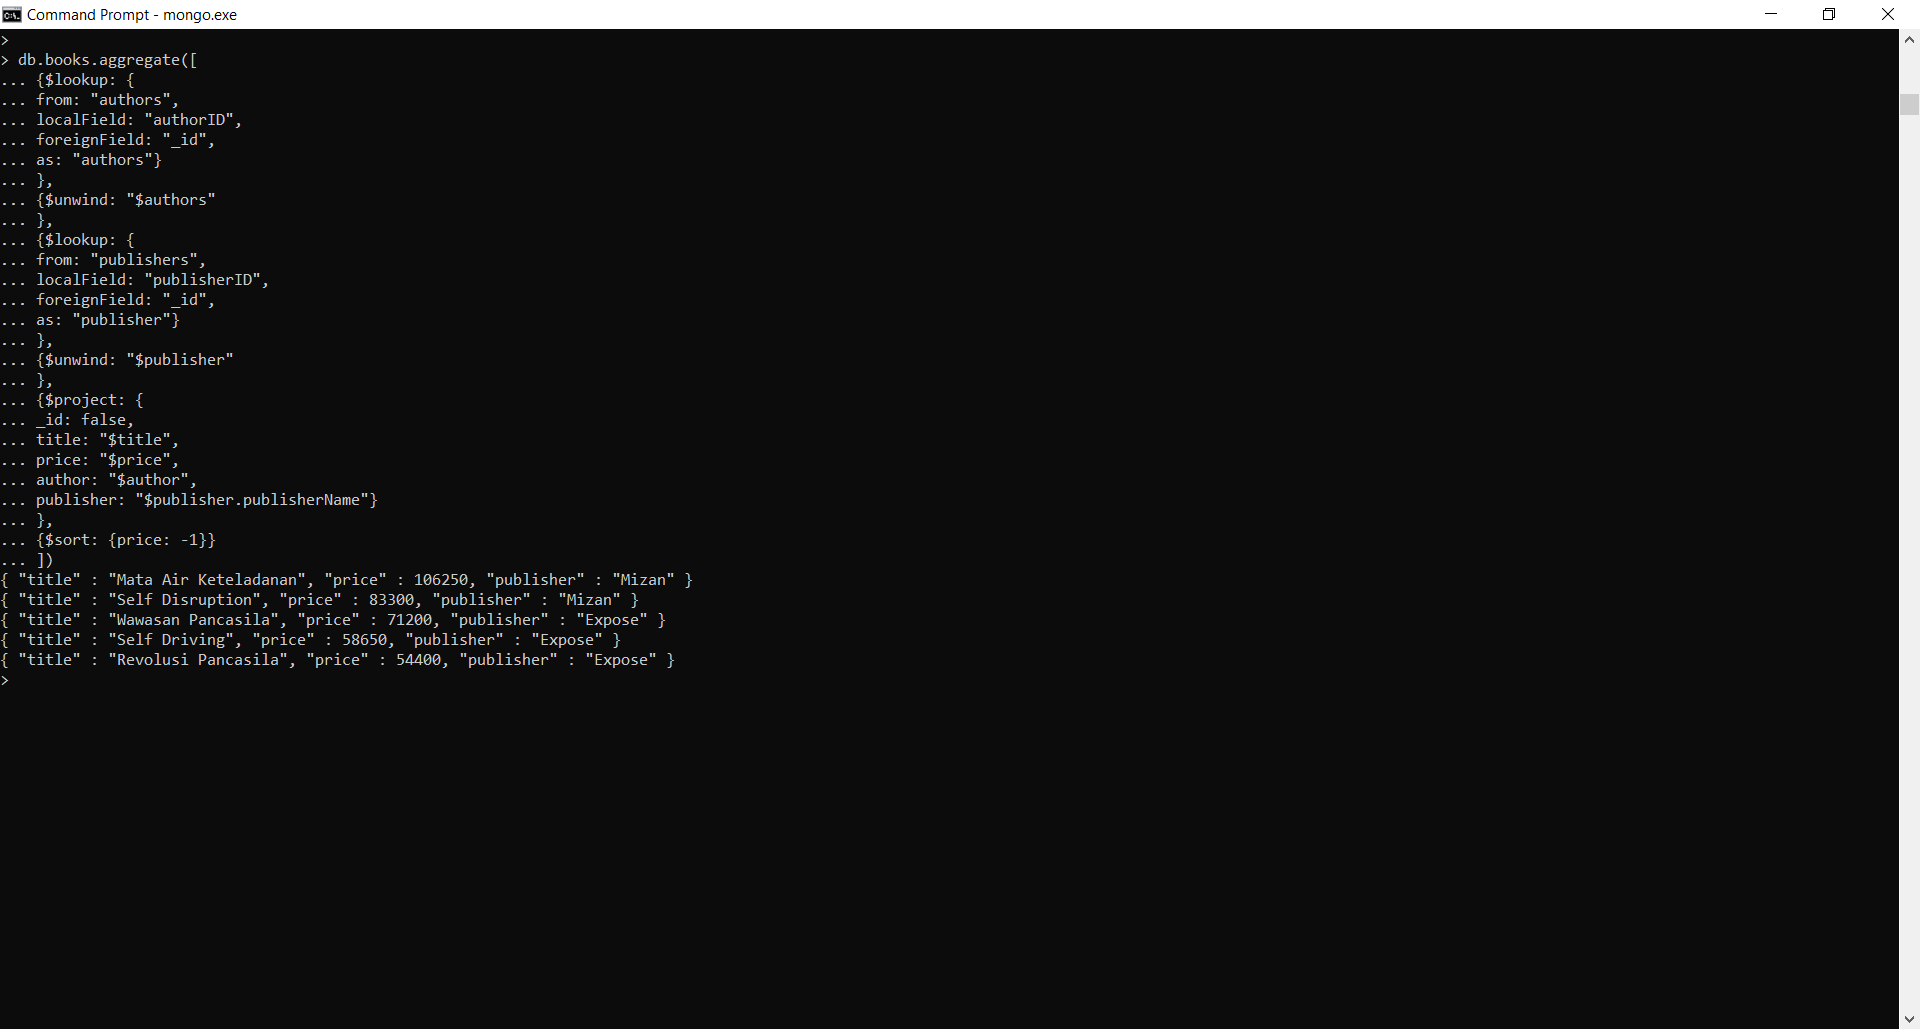 Command Prompt - mongo.exe
>
> db.books.aggregate([
... {$lookup: {
... from: "authors",
... localField: "authorID",
... foreignField: "_id",
... as: "authors"}
... },
... {$unwind: "$authors"
... },
... {$lookup: {
... from: "publishers",
... localField: "publisherID",
... foreignField: "_id",
... as: "publisher"}
... },
... {$unwind: "$publisher"
... },
... {$project: {
... _id: false,
... title: "$title",
... price: "$price",
... author: "$author",
... publisher: "$publisher.publisherName"}
... },
... {$sort: {price: -1}}
... ])
{ "title" : "Mata Air Keteladanan", "price" : 106250, "publisher" : "Mizan" }
{ "title" : "Self Disruption", "price" : 83300, "publisher" : "Mizan" }
{ "title" : "Wawasan Pancasila", "price" : 71200, "publisher" : "Expose" }
{ "title" : "Self Driving", "price" : 58650, "publisher" : "Expose" }
{ "title" : "Revolusi Pancasila", "price" : 54400, "publisher" : "Expose" }
>